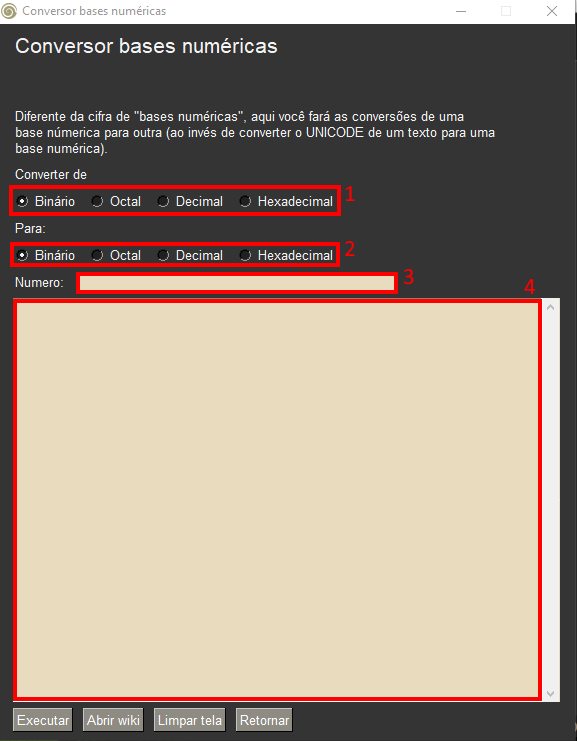 Conversor bases numéricas
Conversor bases numéricas
Diferente da cifra de "bases numéricas", aqui você fará as conversões de uma
base númerica para outra (ao invés de converter o UNICODE de um texto para uma
base numérica).
Converter de
Binário Octal Decimal Hexadecimal 1
Para:
Binário Octal Decimal Hexadecimal 2
Numero: 3
4
Executar Abrir wiki Limpar tela Retornar